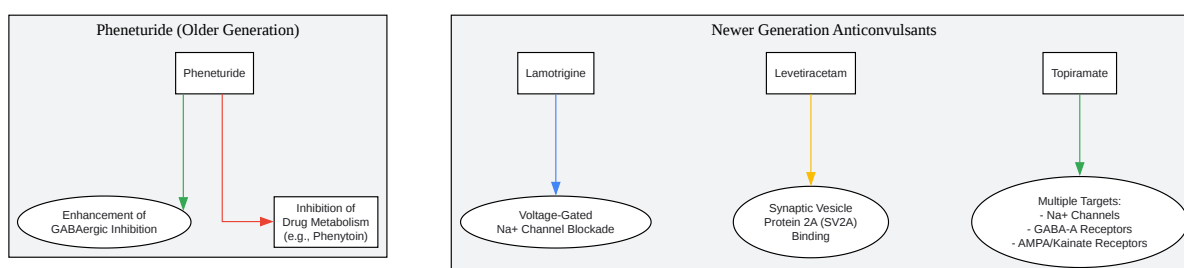 Pheneturide (Older Generation)
Pheneturide
Enhancement of
GABAergic Inhibition
Inhibition of
Drug Metabolism
(e.g., Phenytoin)
Newer Generation Anticonvulsants
Lamotrigine
Levetiracetam
Topiramate
Voltage-Gated
Na+ Channel Blockade
Synaptic Vesicle
Protein 2A (SV2A)
Binding
Multiple Targets:
- Na+ Channels
- GABA-A Receptors
- AMPA/Kainate Receptors